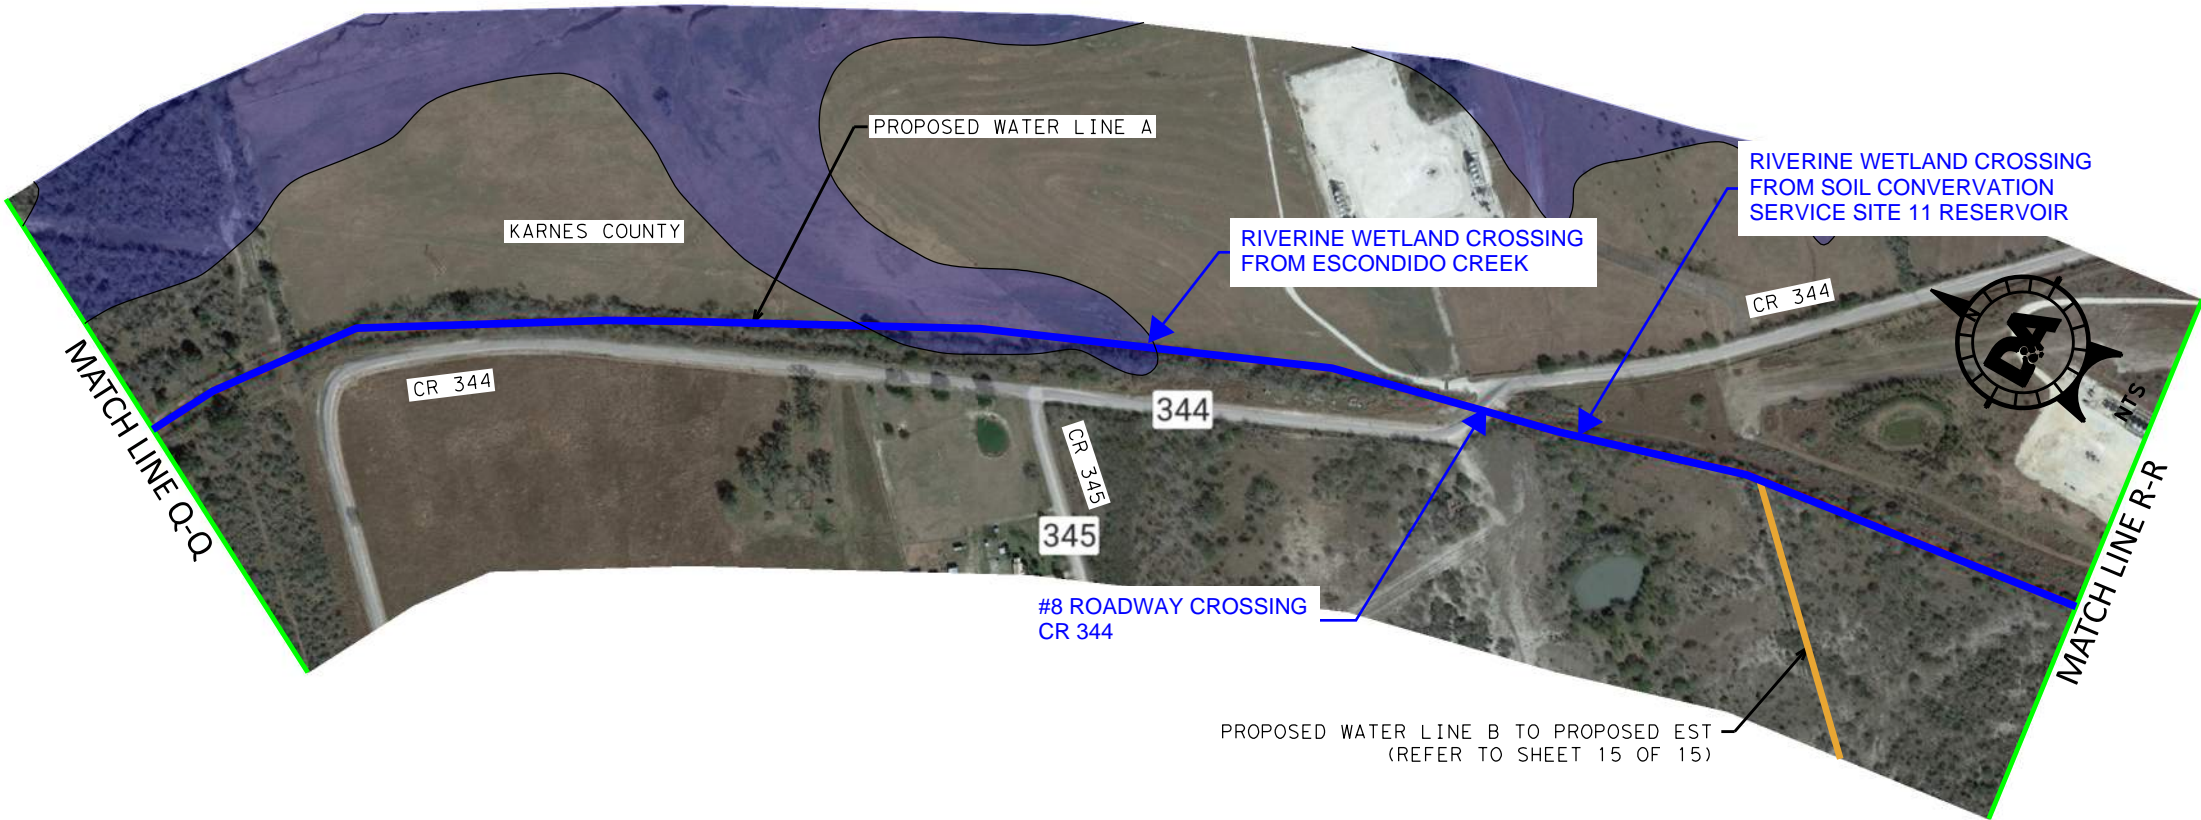 PROPOSED WATER LINE A
RIVERINE WETLAND CROSSING
FROM SOIL CONVERVATION
SERVICE SITE 11 RESERVOIR
KARNES COUNTY
RIVERINE WETLAND CROSSING
FROM ESCONDIDO CREEK
CR 344
N
NTS
MATCH LINE Q-Q
CR 344
344
CR 345
345
MATCH LINE R-R
#8 ROADWAY CROSSING
CR 344
PROPOSED WATER LINE B TO PROPOSED EST
(REFER TO SHEET 15 OF 15)